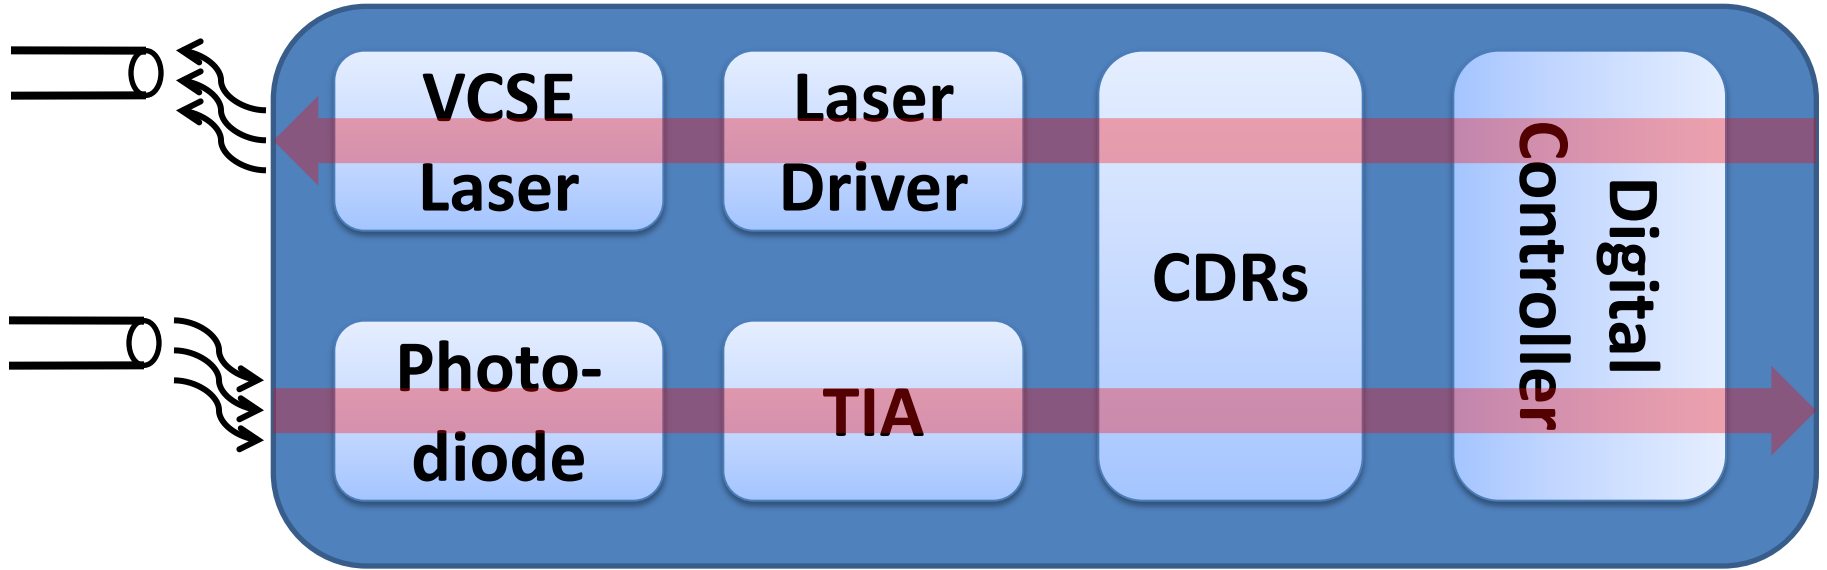 VCSE
Laser
Laser
Driver
CDRs
Digital
Controller
Photo-
diode
TIA